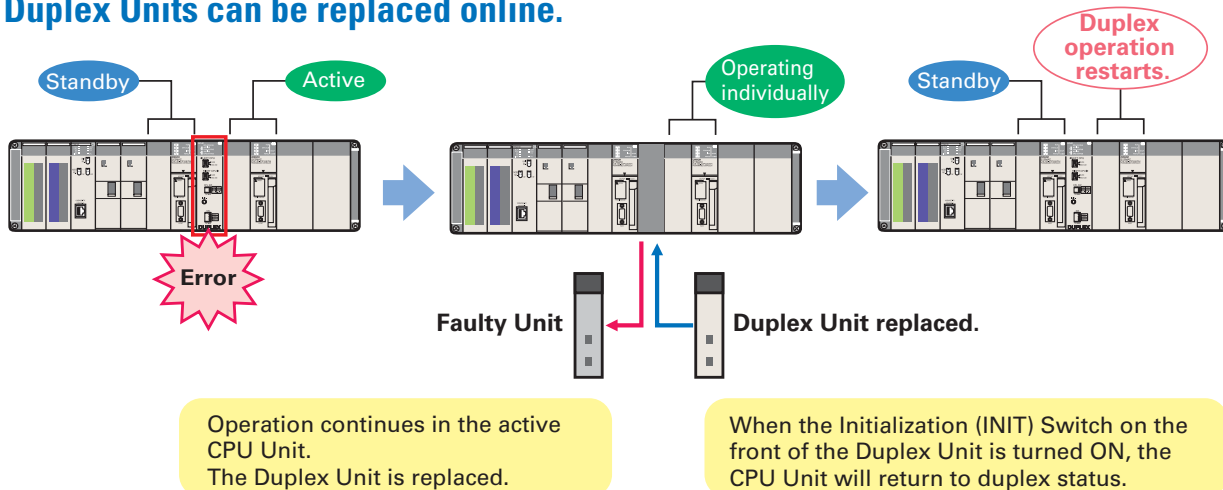 Duplex Units can be replaced online.
Standby
Active
Operating
individually
Standby
Duplex
operation
restarts.
DUPLEX
DUPLEX
Error
Faulty Unit
Duplex Unit replaced.
Operation continues in the active
CPU Unit.
The Duplex Unit is replaced.
When the Initialization (INIT) Switch on the
front of the Duplex Unit is turned ON, the
CPU Unit will return to duplex status.